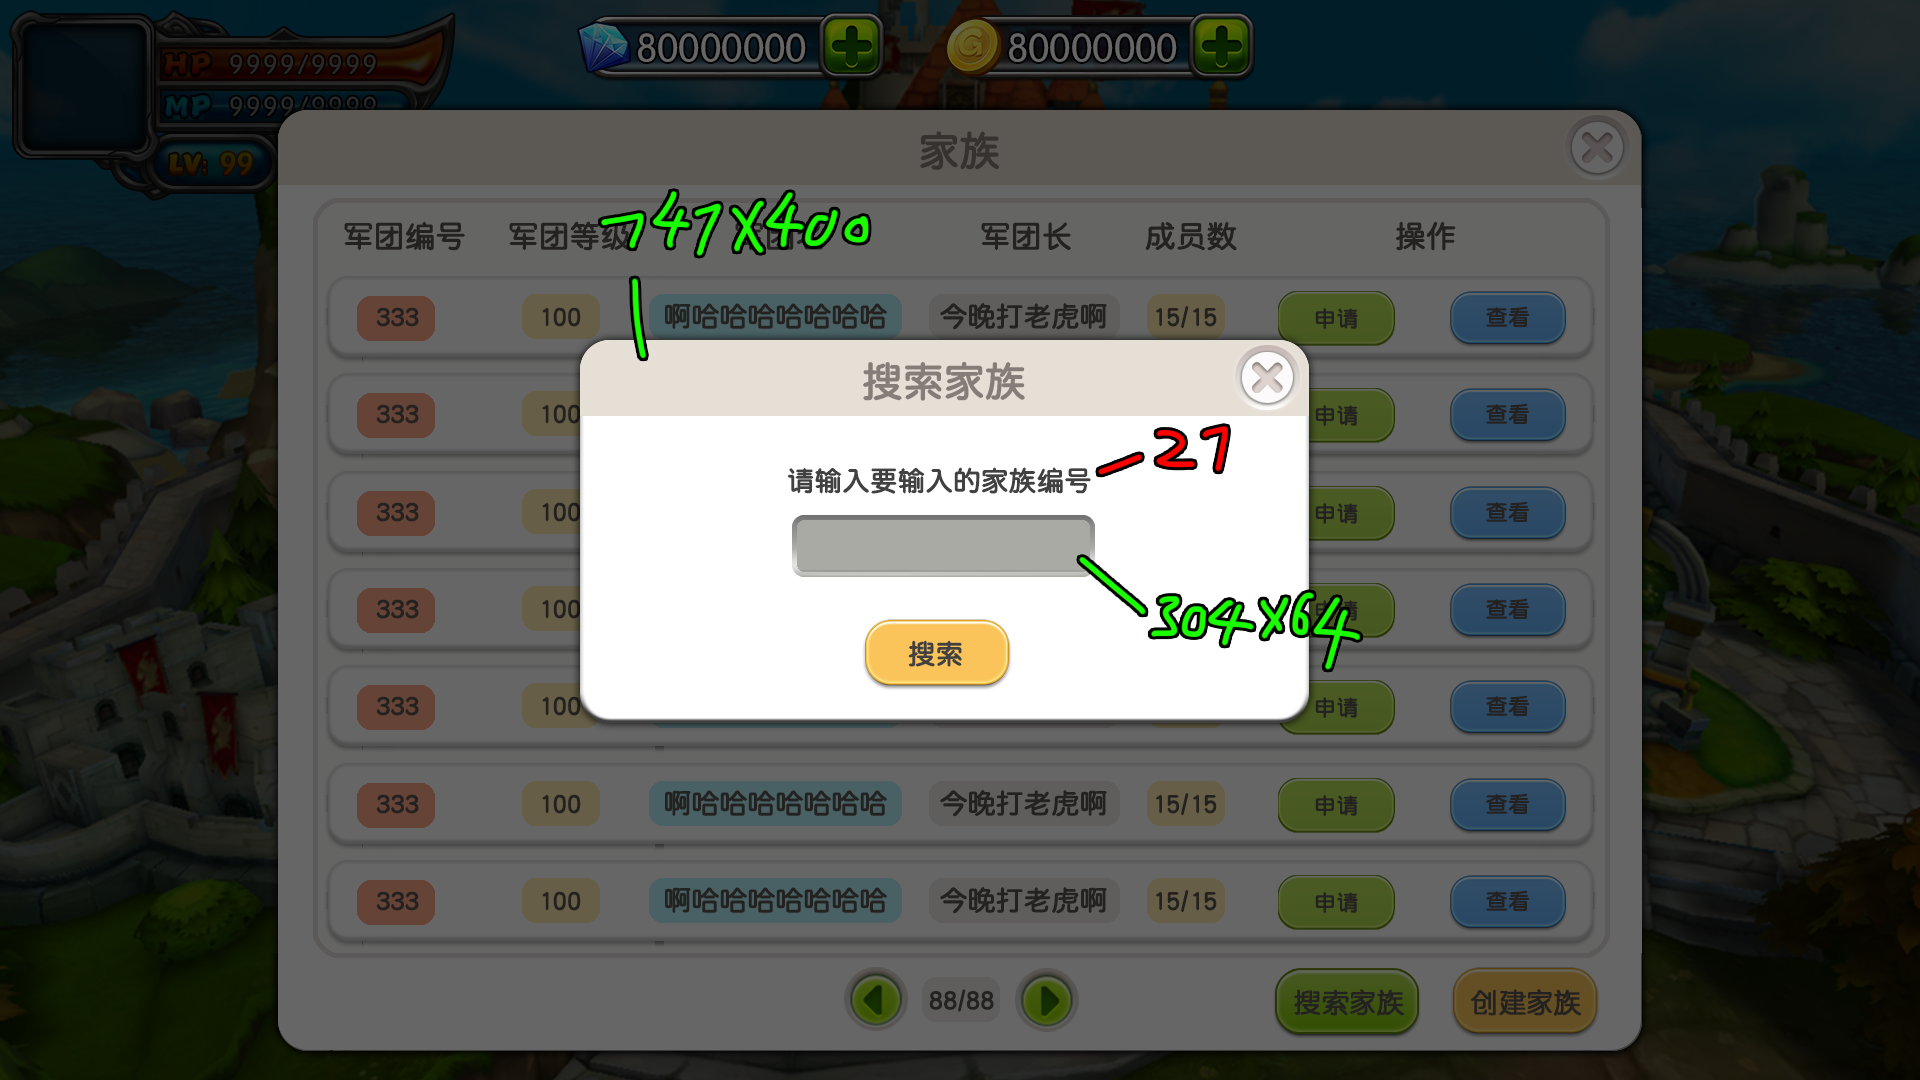 HP 9999/9999
80000000
80000000
MP 9999/9999
LV: 99
家族
747X400
军团编号 军团等级 军团 军团长 成员数 操作
333 100 啊哈哈哈哈哈哈哈 今晚打老虎啊 15/15 申请 查看
搜索家族
333 100 申请 查看
27
请输入要输入的家族编号
333 100 申请 查看
304X64
333 100 申请 查看
搜索
333 100 申请 查看
333 100 啊哈哈哈哈哈哈哈 今晚打老虎啊 15/15 申请 查看
333 100 啊哈哈哈哈哈哈哈 今晚打老虎啊 15/15 申请 查看
88/88
搜索家族
创建家族